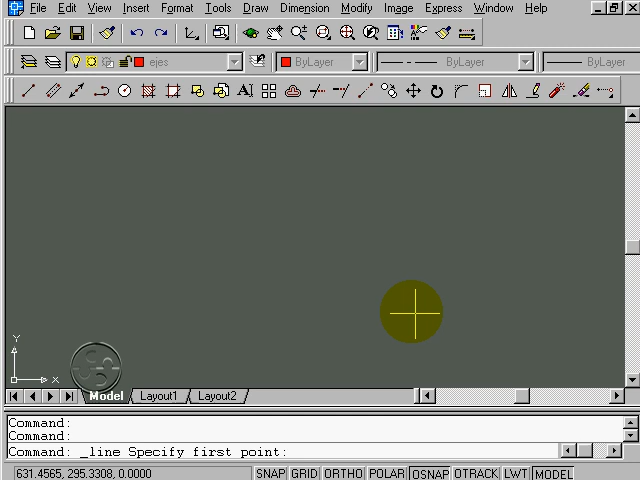 File Edit View Insert Format Tools Draw Dimension Modify Image Express Window Help
ejes ByLayer ByLayer ByLayer
A
Y
X
Model Layout1 Layout2
Command:
Command:
Command: _line Specify first point:
631.4565, 295.3308, 0.0000 SNAP GRID ORTHO POLAR OSNAP OTRACK LWT MODEL